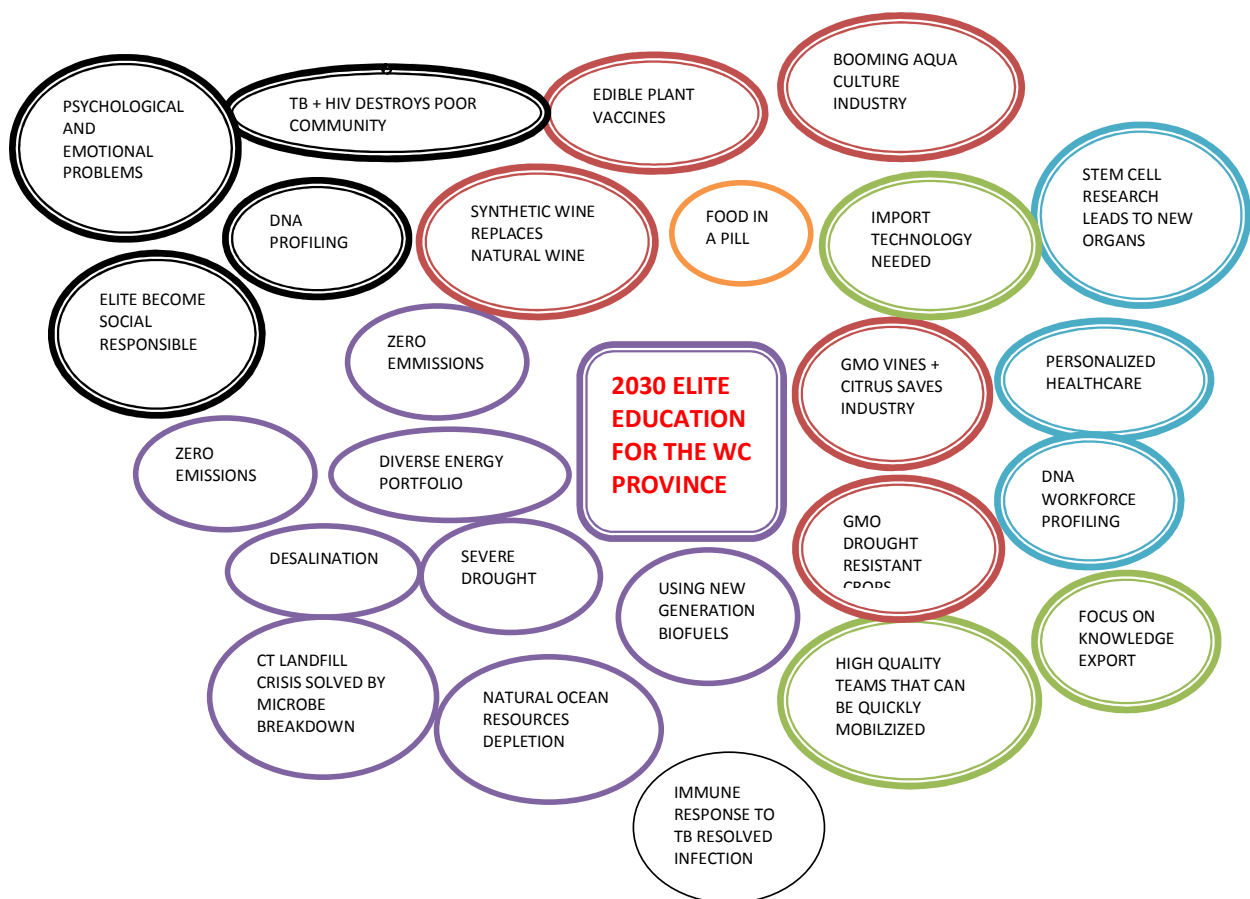 BOOMING AQUA
CULTURE
INDUSTRY
PSYCHOLOGICAL
AND
EMOTIONAL
PROBLEMS
TB + HIV DESTROYS POOR
COMMUNITY
EDIBLE PLANT
VACCINES
STEM CELL
RESEARCH
LEADS TO NEW
ORGANS
DNA
PROFILING
SYNTHETIC WINE
REPLACES
NATURAL WINE
FOOD IN
A PILL
IMPORT
TECHNOLOGY
NEEDED
ELITE BECOME
SOCIAL
RESPONSIBLE
ZERO
EMMISSIONS
2030 ELITE
EDUCATION
FOR THE WC
PROVINCE
GMO VINES +
CITRUS SAVES
INDUSTRY
PERSONALIZED
HEALTHCARE
ZERO
EMISSIONS
DIVERSE ENERGY
PORTFOLIO
DNA
WORKFORCE
PROFILING
DESALINATION
SEVERE
DROUGHT
USING NEW
GENERATION
BIOFUELS
GMO
DROUGHT
RESISTANT
CROPS
FOCUS ON
KNOWLEDGE
EXPORT
CT LANDFILL
CRISIS SOLVED BY
MICROBE
BREAKDOWN
NATURAL OCEAN
RESOURCES
DEPLETION
HIGH QUALITY
TEAMS THAT CAN
BE QUICKLY
MOBILZIZED
IMMUNE
RESPONSE TO
TB RESOLVED
INFECTION